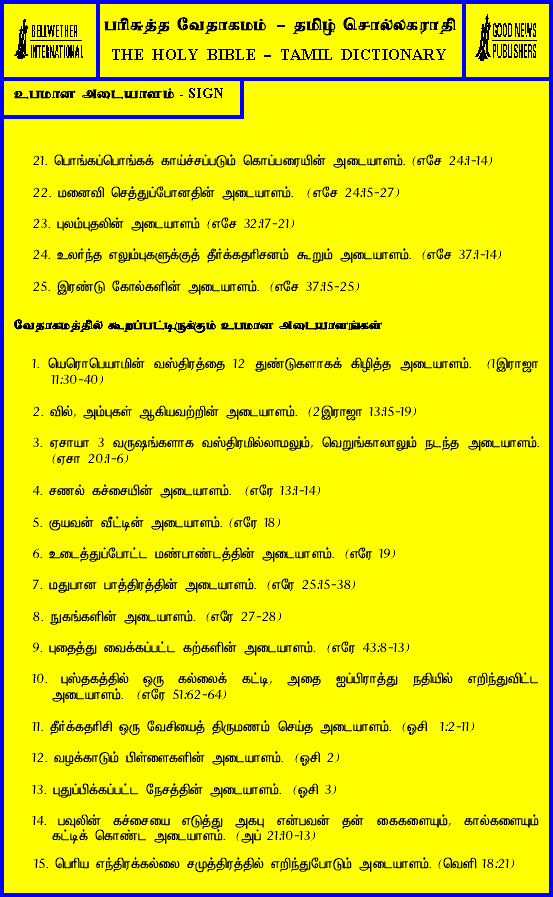 BELLWETHER
INTERNATIONAL
பரிசுத்த வேதாகமம் – தமிழ் சொல்லகராதி
THE HOLY BIBLE – TAMIL DICTIONARY
GOOD NEWS
PUBLISHERS
உபமான அடையாளம் - SIGN
21. பொங்கப்பொங்கக் காய்ச்சப்படும் கொப்பரையின் அடையாளம். (எசே 24:1-14)
22. மனைவி செத்துப்போனதின் அடையாளம். (எசே 24:15-27)
23. புலம்புதலின் அடையாளம் (எசே 32:17-21)
24. உலர்ந்த எலும்புகளுக்குத் தீர்க்கதரிசனம் கூறும் அடையாளம். (எசே 37:1-14)
25. இரண்டு கோல்களின் அடையாளம். (எசே 37:15-25)
வேதாகமத்தில் கூறப்பட்டிருக்கும் உபமான அடையாளங்கள்
1. யெரொபெயாமின் வஸ்திரத்தை 12 துண்டுகளாகக் கிழித்த அடையாளம். (1இராஜா
11:30-40)
2. வில், அம்புகள் ஆகியவற்றின் அடையாளம். (2இராஜா 13:15-19)
3. ஏசாயா 3 வருஷங்களாக வஸ்திரமில்லாமலும், வெறுங்காலாலும் நடந்த அடையாளம்.
(ஏசா 20:1-6)
4. சணல் கச்சையின் அடையாளம். (எரே 13:1-14)
5. குயவன் வீட்டின் அடையாளம். (எரே 18)
6. உடைத்துப்போட்ட மண்பாண்டத்தின் அடையாளம். (எரே 19)
7. மதுபான பாத்திரத்தின் அடையாளம். (எரே 25:15-38)
8. நுகங்களின் அடையாளம். (எரே 27-28)
9. புதைத்து வைக்கப்பட்ட கற்களின் அடையாளம். (எரே 43:8-13)
10. புஸ்தகத்தில் ஒரு கல்லைக் கட்டி, அதை ஐப்பிராத்து நதியில் எறிந்துவிட்ட
அடையாளம். (எரே 51:62-64)
11. தீர்க்கதரிசி ஒரு வேசியைத் திருமணம் செய்த அடையாளம். (ஓசி 1:2-11)
12. வழக்காடும் பிள்ளைகளின் அடையாளம். (ஓசி 2)
13. புதுப்பிக்கப்பட்ட நேசத்தின் அடையாளம். (ஓசி 3)
14. பவுலின் கச்சையை எடுத்து அகபு என்பவன் தன் கைகளையும், கால்களையும்
கட்டிக் கொண்ட அடையாளம். (அப் 21:10-13)
15. பெரிய எந்திரக்கல்லை சமுத்திரத்தில் எறிந்துபோடும் அடையாளம். (வெளி 18:21)